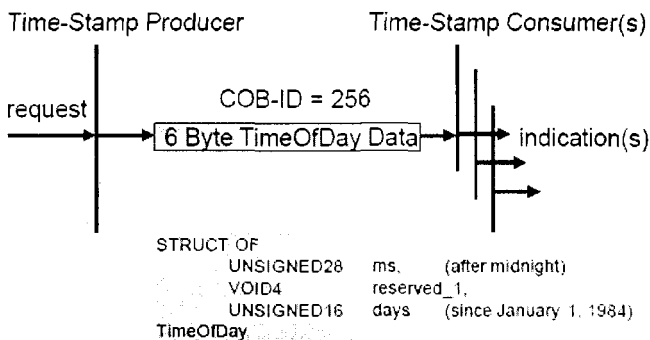 Time-Stamp Producer
Time-Stamp Consumer(s)
request
COB-ID = 256
6 Byte TimeOfDay Data
indication(s)
STRUCT OF
UNSIGNED28 ms, (after midnight)
VOID4 reserved_1,
UNSIGNED16 days (since January 1, 1984)
TimeOfDay